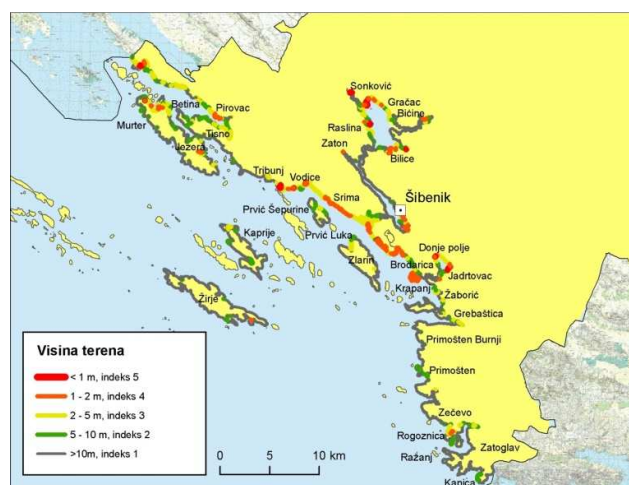 Sonković
Gračac
Bićine
Betina
Pirovac
Raslina
Murter
Tisno
Zaton
Bilice
Jezera
Tribunj
Vodice
Srima
Šibenik
Prvić Šepurine
Kaprije
Prvić Luka
Donje polje
Zlarin
Brodarica
Jadrtovac
Krapanj
Žaborić
Žirje
Grebaštica
Primošten Burnji
Primošten
Zečevo
Rogoznica
Zatoglav
Ražanj
Kanica
Visina terena
< 1 m, indeks 5
1 - 2 m, indeks 4
2 - 5 m, indeks 3
5 - 10 m, indeks 2
>10m, indeks 1
0 5 10 km